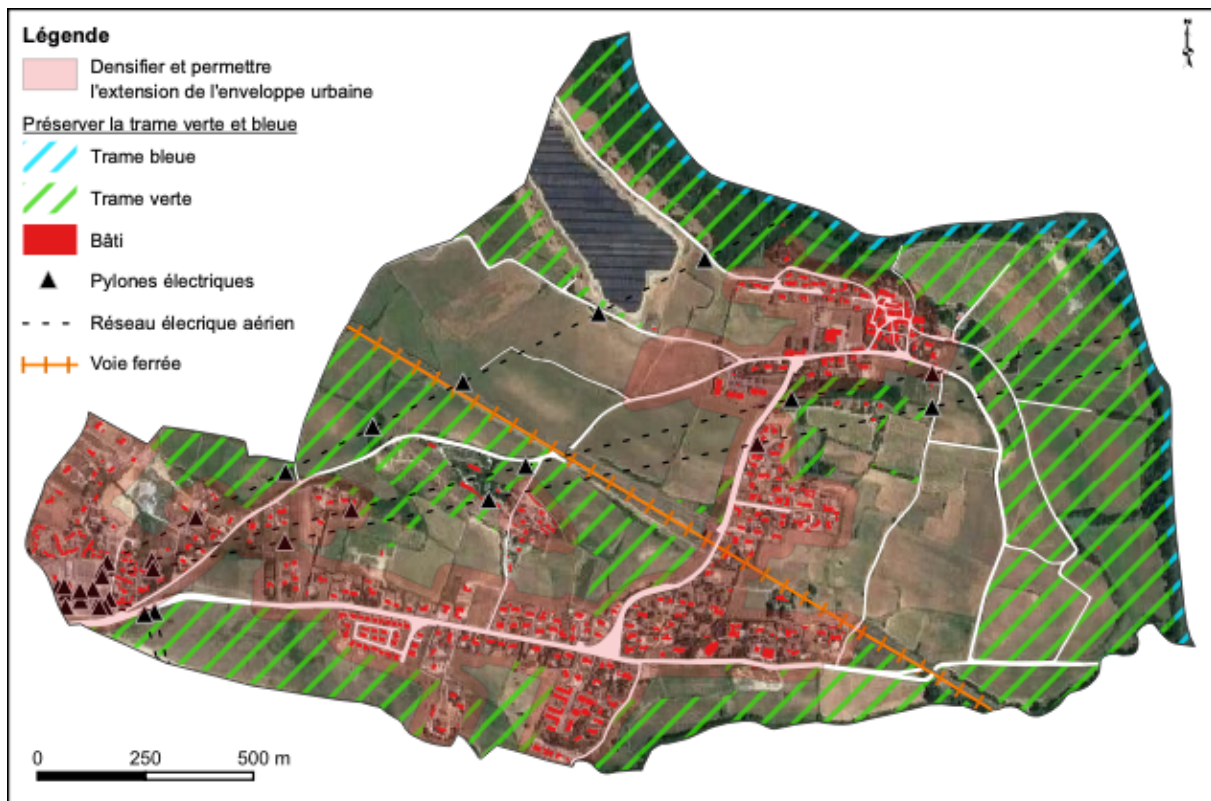 Légende
Densifier et permettre
l'extension de l'enveloppe urbaine
Préserver la trame verte et bleue
Trame bleue
Trame verte
Bâti
Pylones électriques
Réseau élecrique aérien
Voie ferrée
N
0 250 500 m